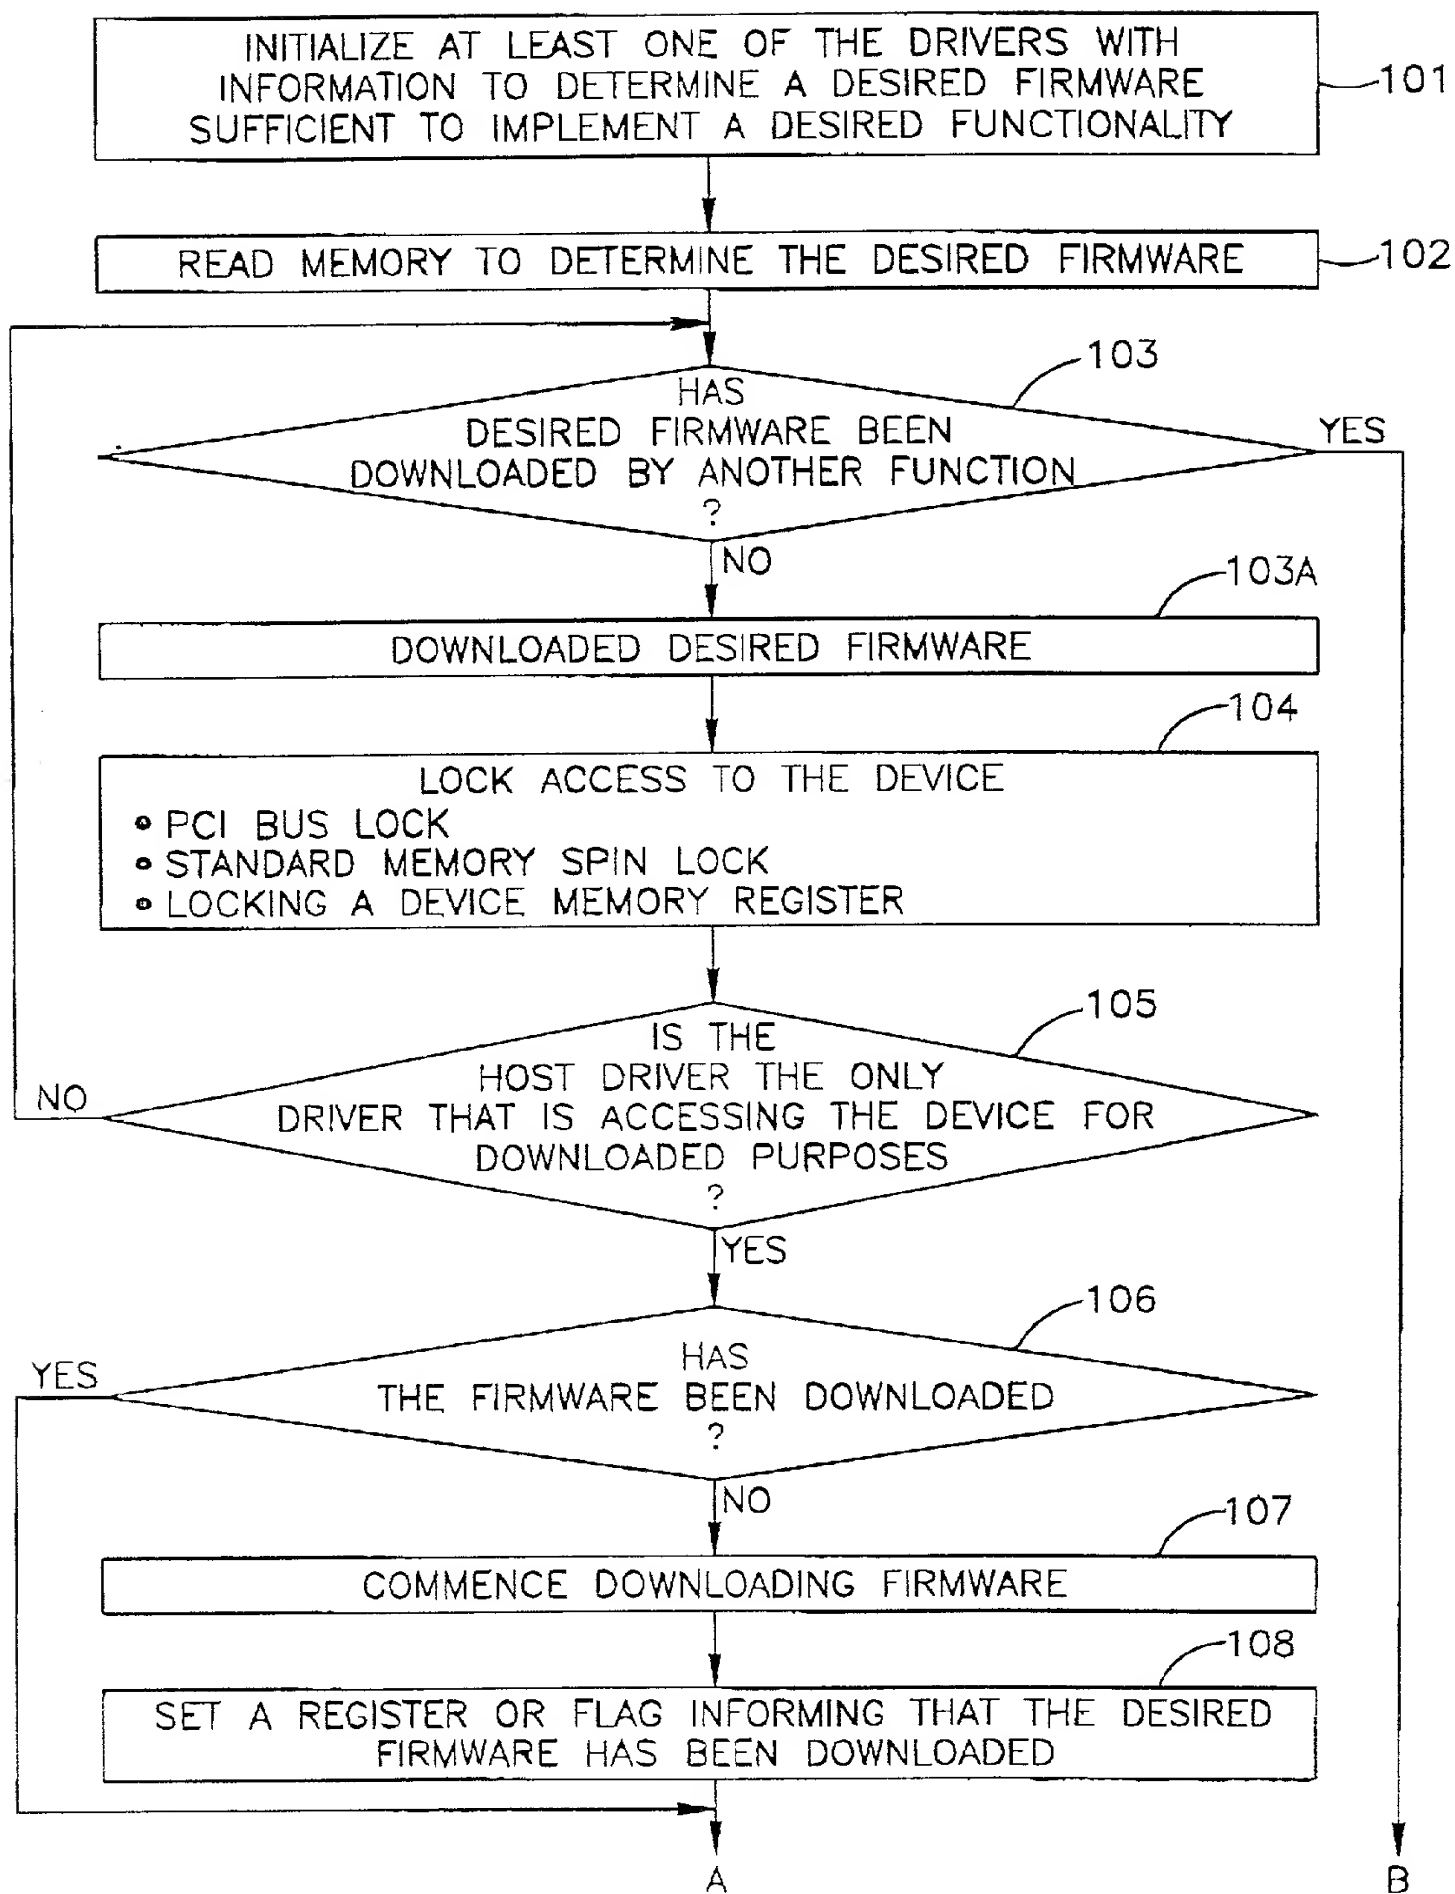 INITIALIZE AT LEAST ONE OF THE DRIVERS WITH
INFORMATION TO DETERMINE A DESIRED FIRMWARE
SUFFICIENT TO IMPLEMENT A DESIRED FUNCTIONALITY
101
READ MEMORY TO DETERMINE THE DESIRED FIRMWARE
102
103
HAS
DESIRED FIRMWARE BEEN
DOWNLOADED BY ANOTHER FUNCTION
?
YES
NO
103A
DOWNLOADED DESIRED FIRMWARE
104
LOCK ACCESS TO THE DEVICE
• PCI BUS LOCK
• STANDARD MEMORY SPIN LOCK
• LOCKING A DEVICE MEMORY REGISTER
105
IS THE
HOST DRIVER THE ONLY
DRIVER THAT IS ACCESSING THE DEVICE FOR
DOWNLOADED PURPOSES
?
NO
YES
106
HAS
THE FIRMWARE BEEN DOWNLOADED
?
YES
NO
107
COMMENCE DOWNLOADING FIRMWARE
108
SET A REGISTER OR FLAG INFORMING THAT THE DESIRED
FIRMWARE HAS BEEN DOWNLOADED
A
B